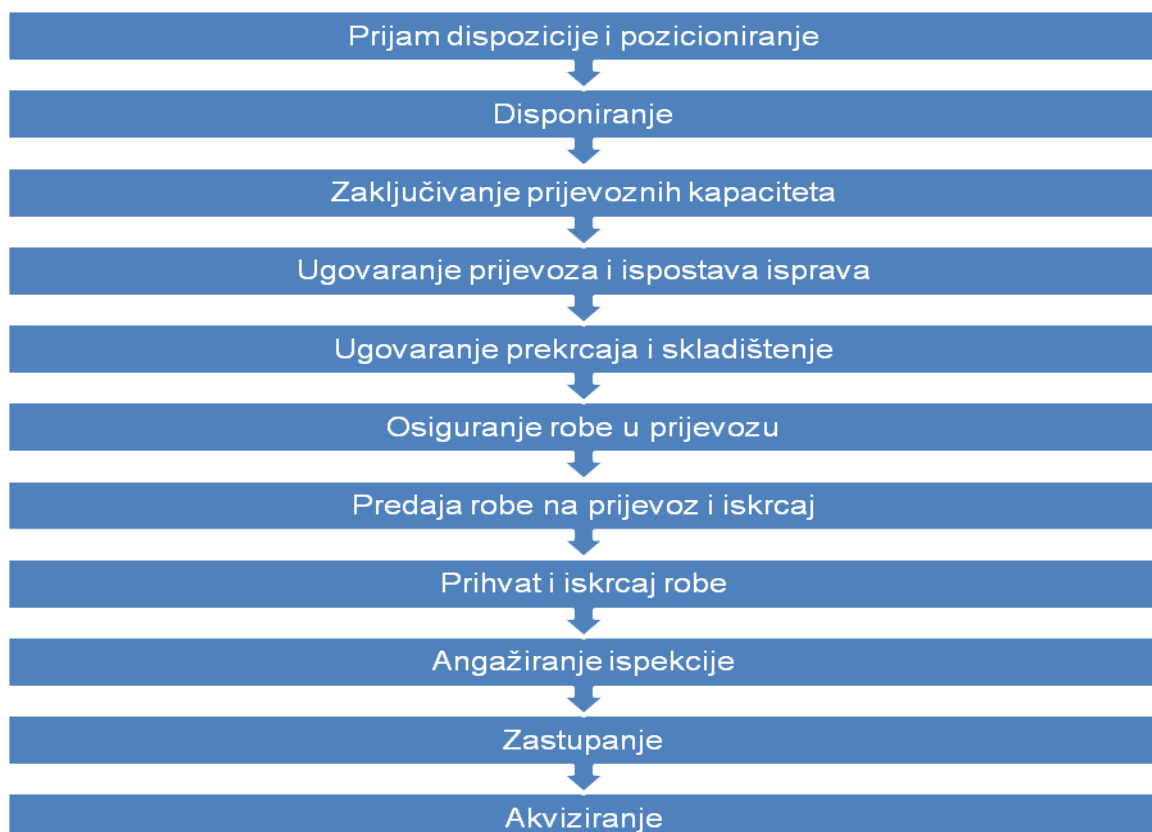 Prijam dispozicije i pozicioniranje
Disponiranje
Zaključivanje prijevoznih kapaciteta
Ugovaranje prijevoza i ispostava isprava
Ugovaranje prekrcaja i skladištenje
Osiguranje robe u prijevozu
Predaja robe na prijevoz i iskrcaj
Prihvat i iskrcaj robe
Angažiranje ispekcije
Zastupanje
Akviziranje